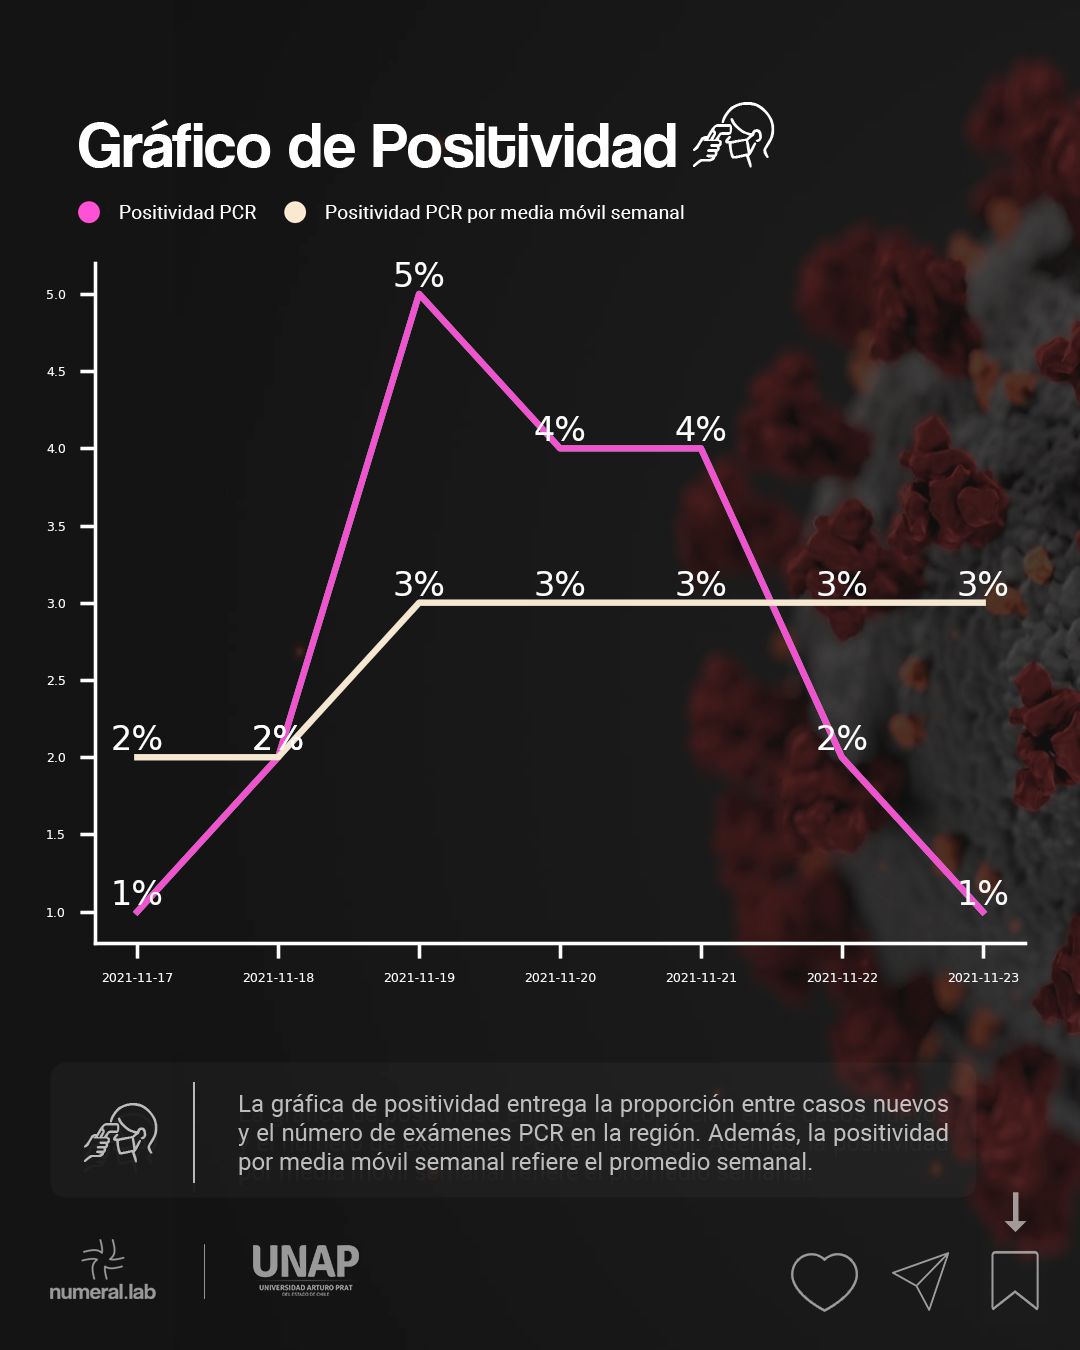 Gráfico de Positividad
Positividad PCR Positividad PCR por media móvil semanal
5%
5.0
4.5
4% 4%
4.0
3.5
3% 3% 3% 3% 3%
3.0
2.5
2% 2% 2%
2.0
1.5
1% 1%
1.0
2021-11-17 2021-11-18 2021-11-19 2021-11-20 2021-11-21 2021-11-22 2021-11-23
La gráfica de positividad entrega la proporción entre casos nuevos
y el número de exámenes PCR en la región. Además, la positividad
por media móvil semanal refiere el promedio semanal.
numeral.lab
UNAP
UNIVERSIDAD ARTURO PRAT
DEL ESTADO DE CHILE